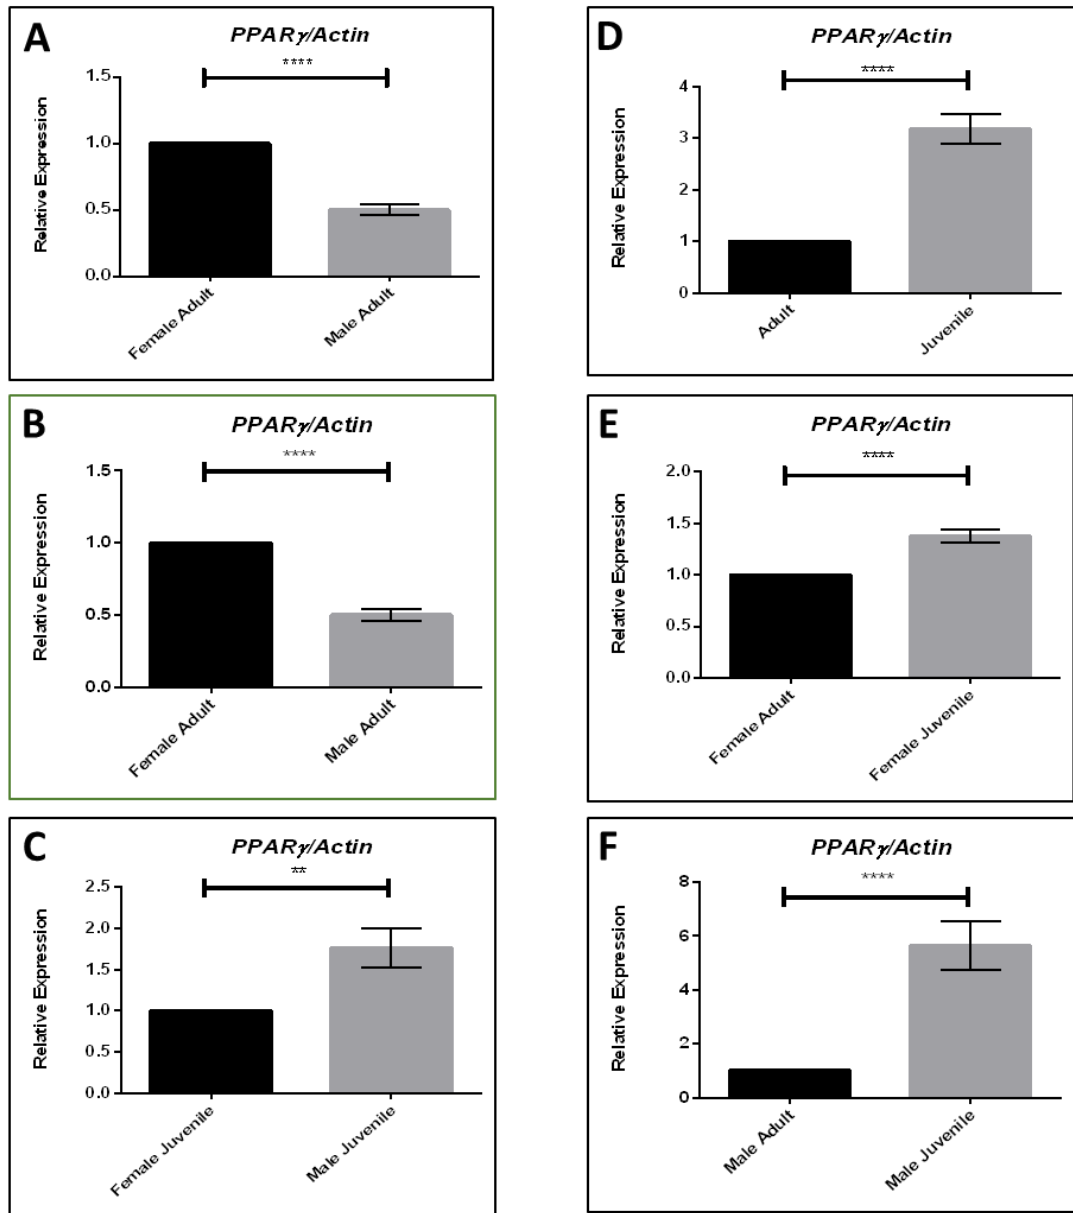 A
PPARγ/Actin
****
Relative Expression
1.5
1.0
0.5
0.0
Female Adult
Male Adult
B
PPARγ/Actin
****
Relative Expression
1.5
1.0
0.5
0.0
Female Adult
Male Adult
C
PPARγ/Actin
**
Relative Expression
2.5
2.0
1.5
1.0
0.5
0.0
Female Juvenile
Male Juvenile
D
PPARγ/Actin
****
Relative Expression
4
3
2
1
0
Adult
Juvenile
E
PPARγ/Actin
****
Relative Expression
2.0
1.5
1.0
0.5
0.0
Female Adult
Female Juvenile
F
PPARγ/Actin
****
Relative Expression
8
6
4
2
0
Male Adult
Male Juvenile